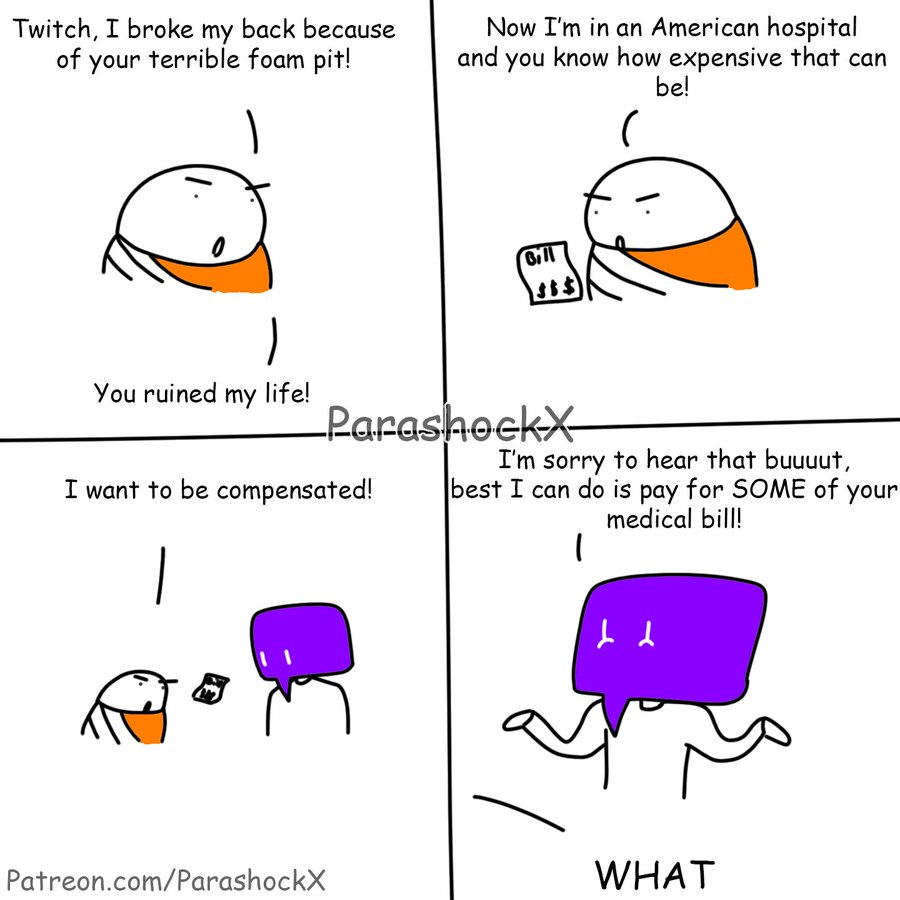 Twitch, I broke my back because
of your terrible foam pit!
You ruined my life!
Now I'm in an American hospital
and you know how expensive that can
be!
Bill
$$$
ParashockX
I want to be compensated!
I'm sorry to hear that buuuut,
best I can do is pay for SOME of your
medical bill!
WHAT
Patreon.com/ParashockX